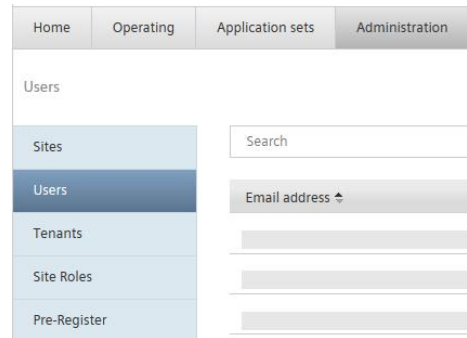 Home Operating Application sets Administration
Users
Sites
Search
Users
Email address
Tenants
Site Roles
Pre-Register